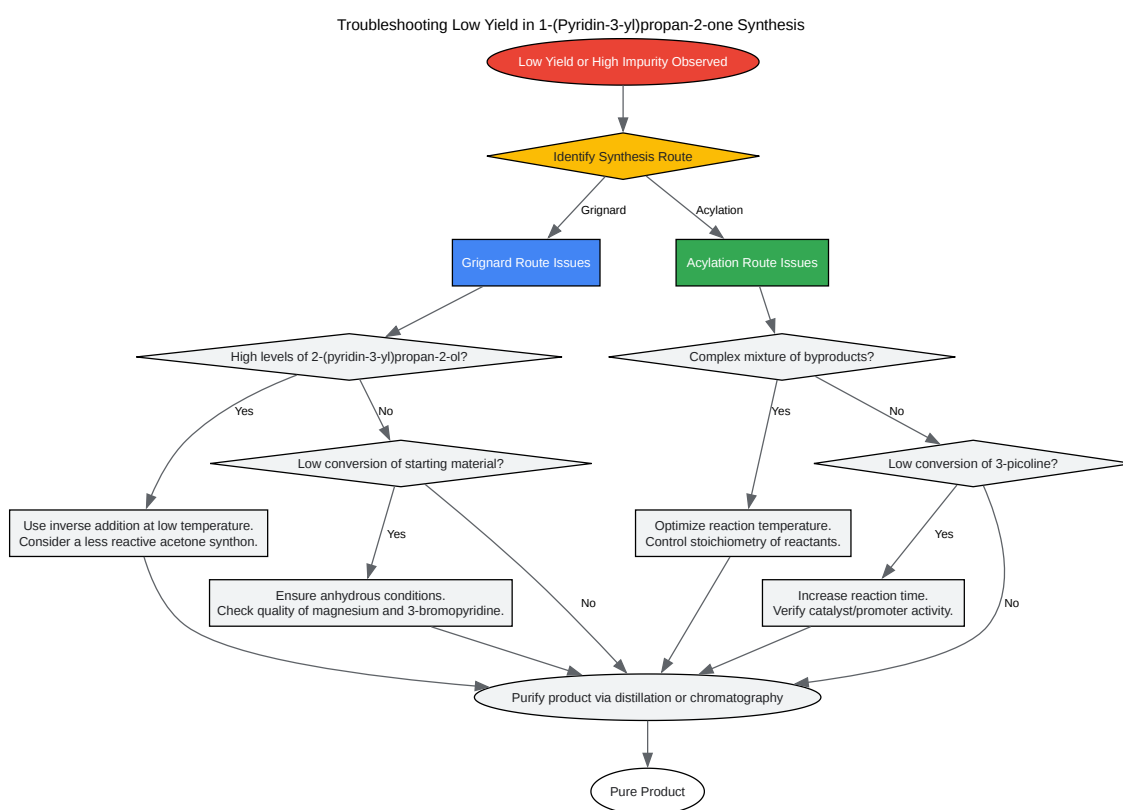 Troubleshooting Low Yield in 1-(Pyridin-3-yl)propan-2-one Synthesis
Low Yield or High Impurity Observed
Identify Synthesis Route
Grignard
Acylation
Grignard Route Issues
Acylation Route Issues
High levels of 2-(pyridin-3-yl)propan-2-ol?
Complex mixture of byproducts?
Yes
No
Yes
No
Low conversion of starting material?
Low conversion of 3-picoline?
Use inverse addition at low temperature.
Consider a less reactive acetone synthon.
Yes
Optimize reaction temperature.
Control stoichiometry of reactants.
Yes
Ensure anhydrous conditions.
Check quality of magnesium and 3-bromopyridine.
No
Increase reaction time.
Verify catalyst/promoter activity.
No
Purify product via distillation or chromatography
Pure Product